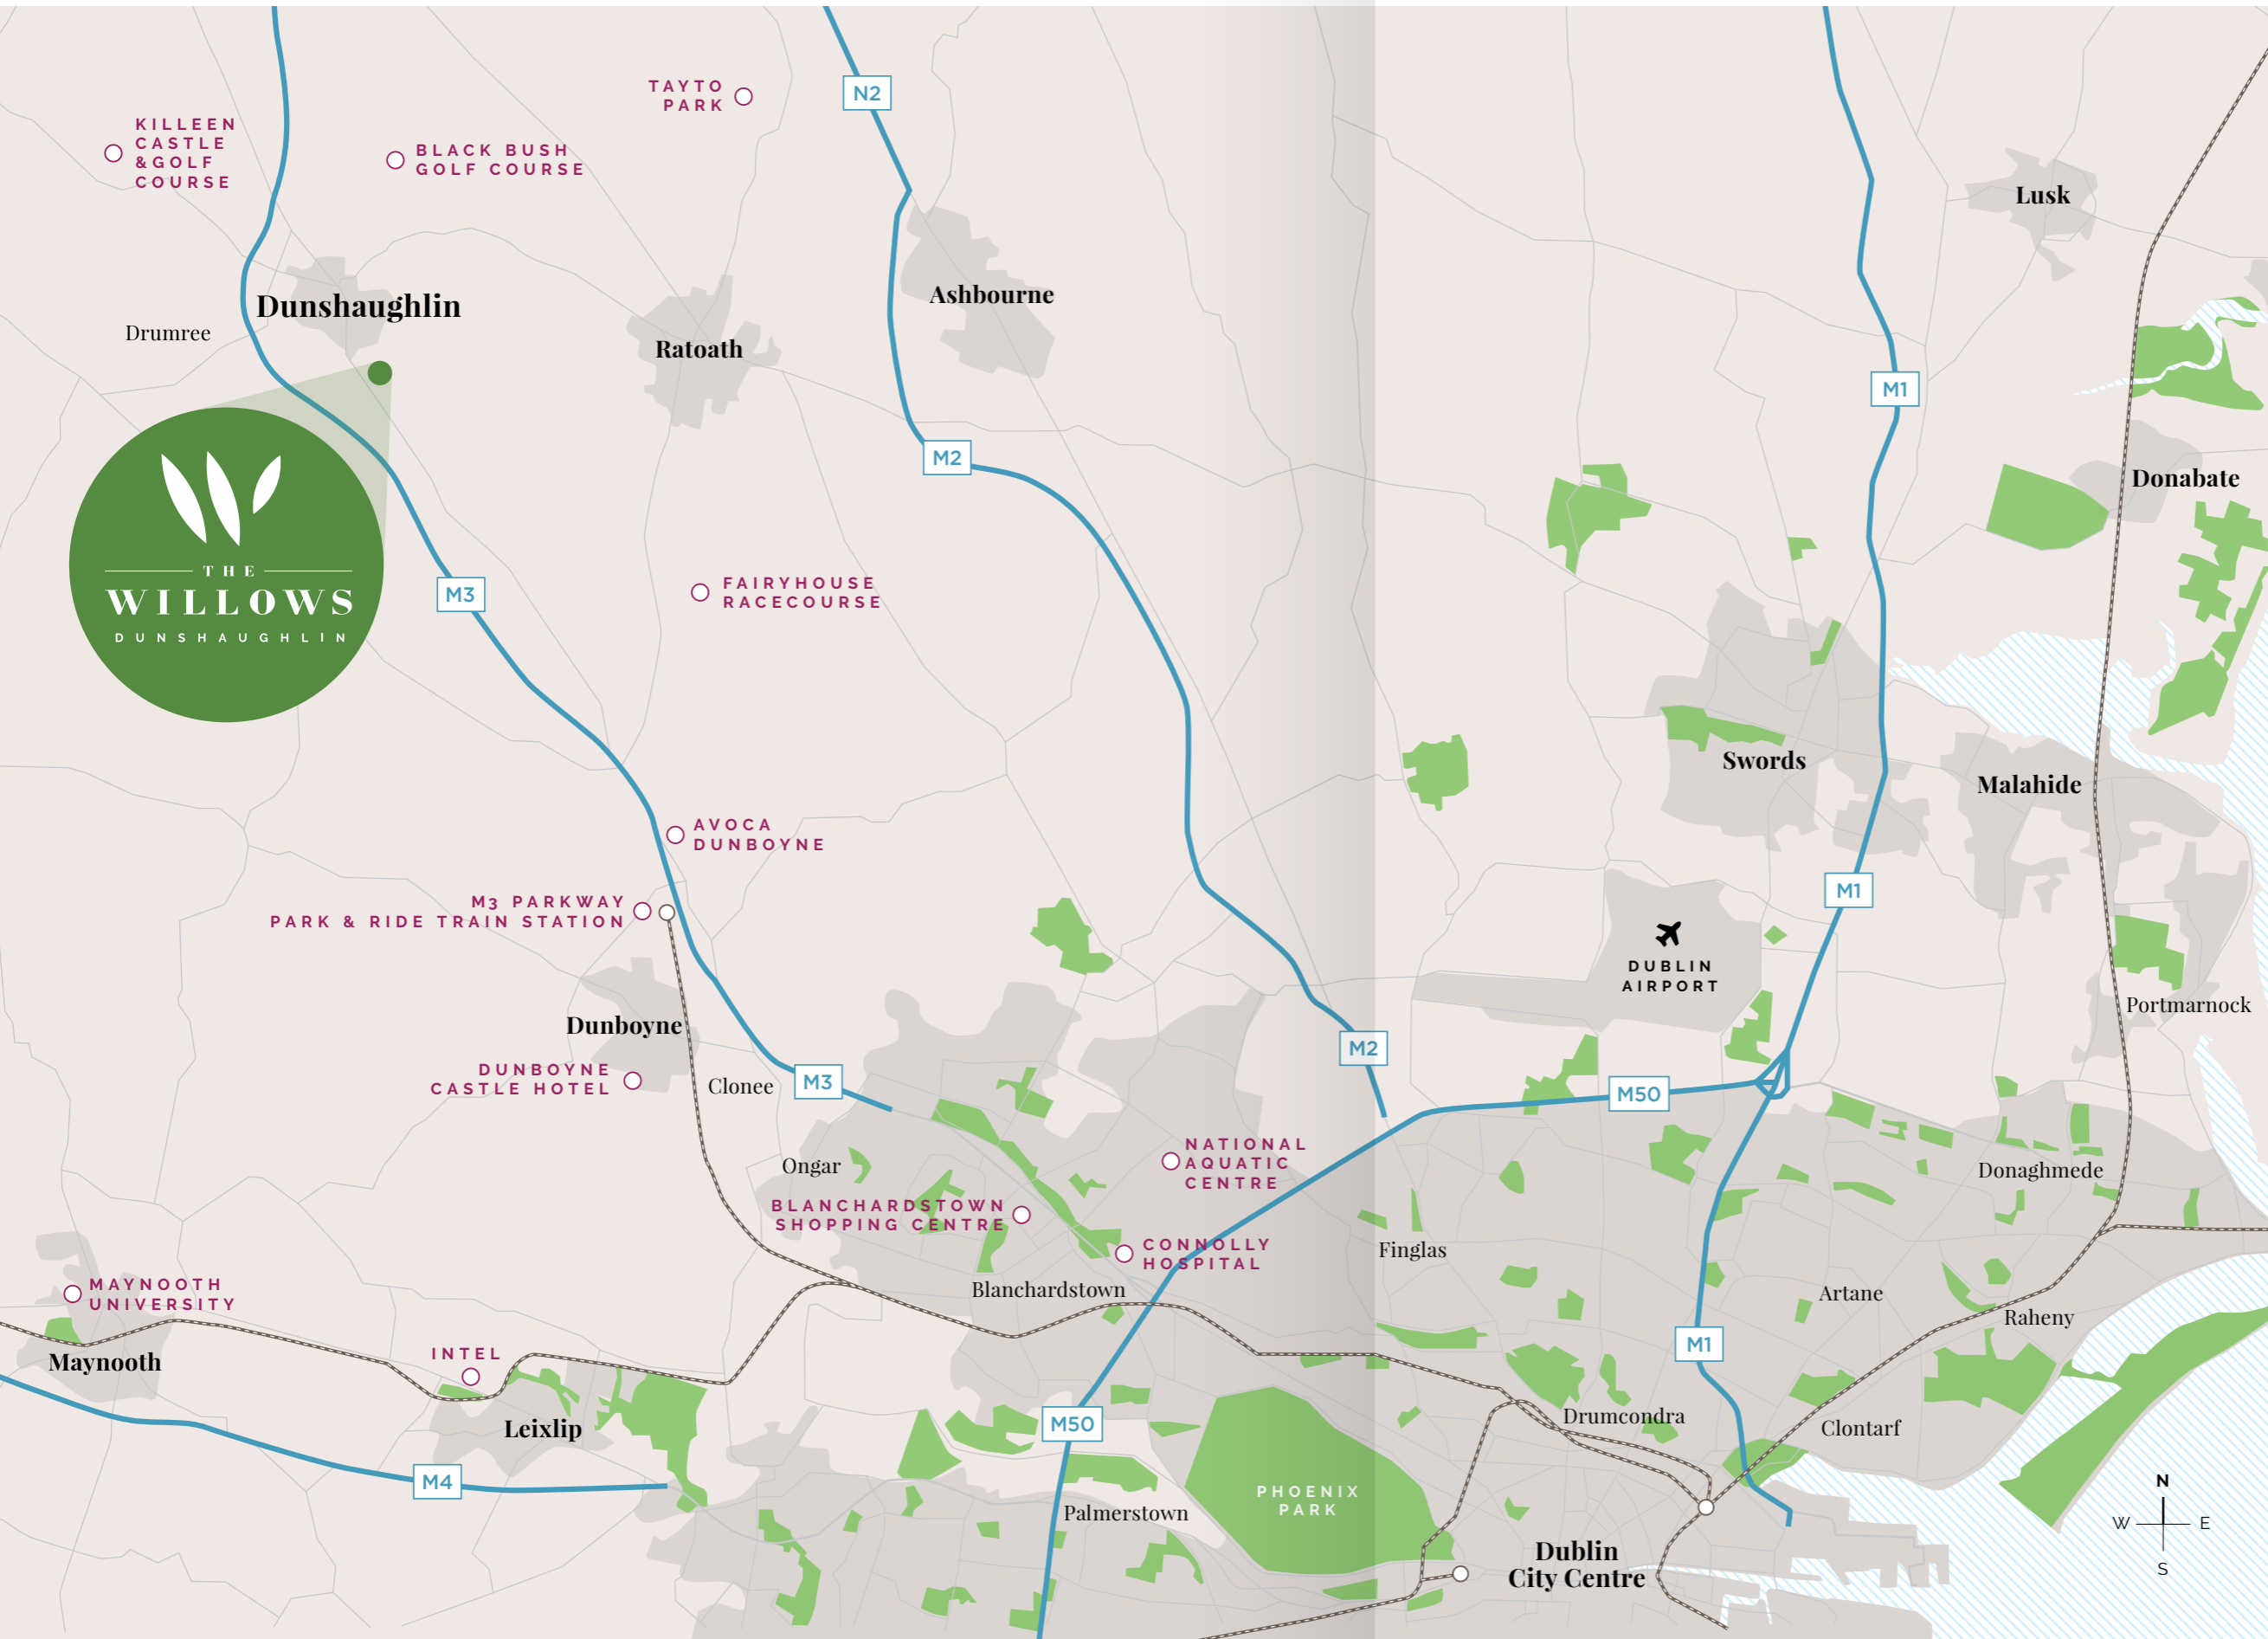 TAYTO
PARK
N2
KILLEEN
CASTLE
&GOLF
COURSE
BLACK BUSH
GOLF COURSE
Lusk
Dunshaughlin
Drumree
Ashbourne
Ratoath
M1
M2
Donabate
THE
WILLOWS
DUNSHAUGHLIN
M3
FAIRYHOUSE
RACECOURSE
Swords
Malahide
AVOCA
DUNBOYNE
M1
M3 PARKWAY
PARK & RIDE TRAIN STATION
DUBLIN
AIRPORT
Portmarnock
Dunboyne
M2
DUNBOYNE
CASTLE HOTEL
Clonee
M3
M50
Ongar
NATIONAL
AQUATIC
CENTRE
Donaghmede
BLANCHARDSTOWN
SHOPPING CENTRE
CONNOLLY
HOSPITAL
Finglas
MAYNOOTH
UNIVERSITY
Blanchardstown
Artane
Raheny
Maynooth
INTEL
M1
Leixlip
M50
Drumcondra
Clontarf
M4
PHOENIX
PARK
Palmerstown
Dublin
City Centre
N
W
E
S